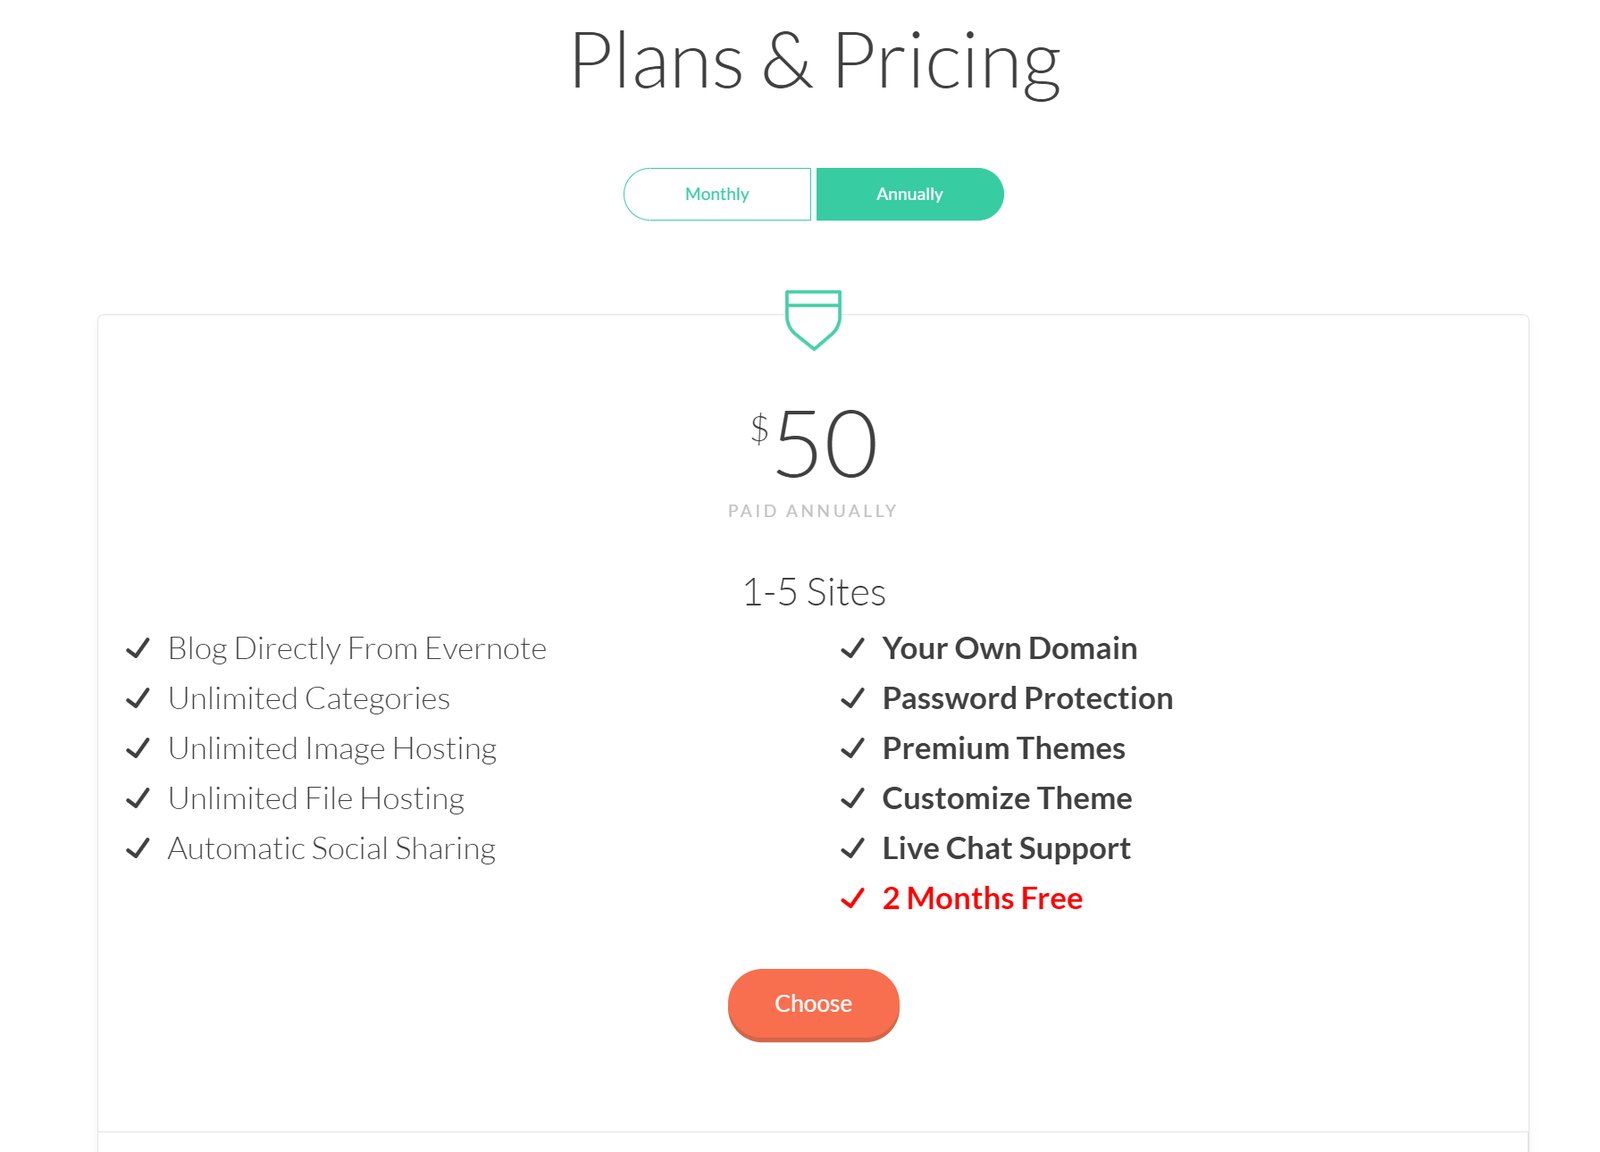 Plans & Pricing
Monthly
Annually
$50
PAID ANNUALLY
1-5 Sites
Blog Directly From Evernote
Unlimited Categories
Unlimited Image Hosting
Unlimited File Hosting
Automatic Social Sharing
Your Own Domain
Password Protection
Premium Themes
Customize Theme
Live Chat Support
2 Months Free
Choose